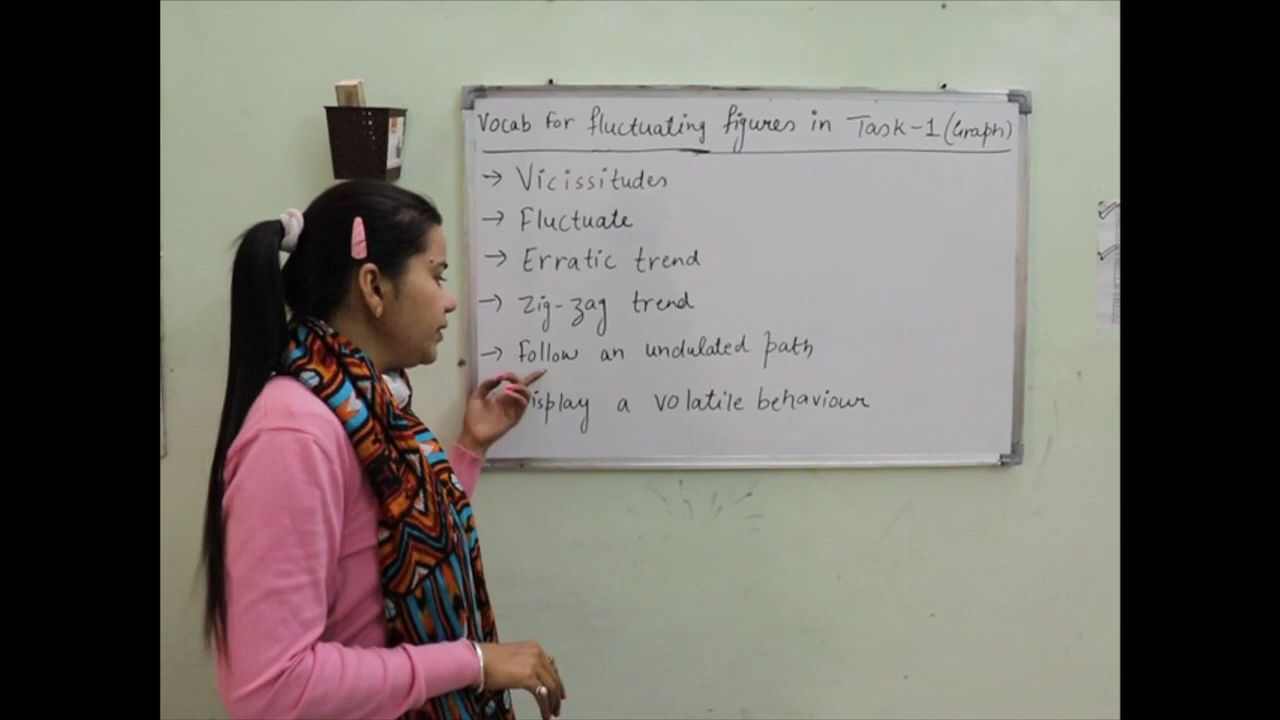 Vocab for fluctuating figures in Task-1 (Graph)
→ Vicissitudes
→ Fluctuate
→ Erratic trend
→ Zig-zag trend
→ Follow an undulated path
isplay a volatile behaviour